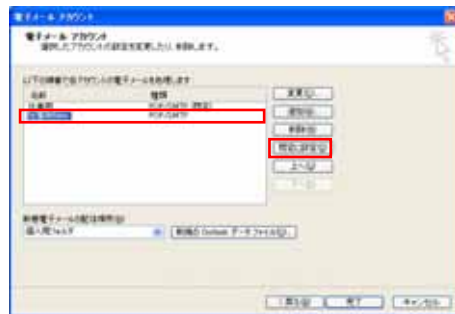 電子メール アカウント
電子メール アカウント
選択したアカウントの設定を変更したり、削除します。
以下の順番で各アカウントの電子メールを処理します
名前 種類
仕事用 POP/SMTP (既定)
POP/SMTP
変更(C)
追加(A)
削除(R)
既定に設定(D)
上へ(U)
新規電子メールの配信場所(I)
個人用フォルダ
新規の Outlook データ ファイル(O)...
< 戻る(B)
完了
キャンセル